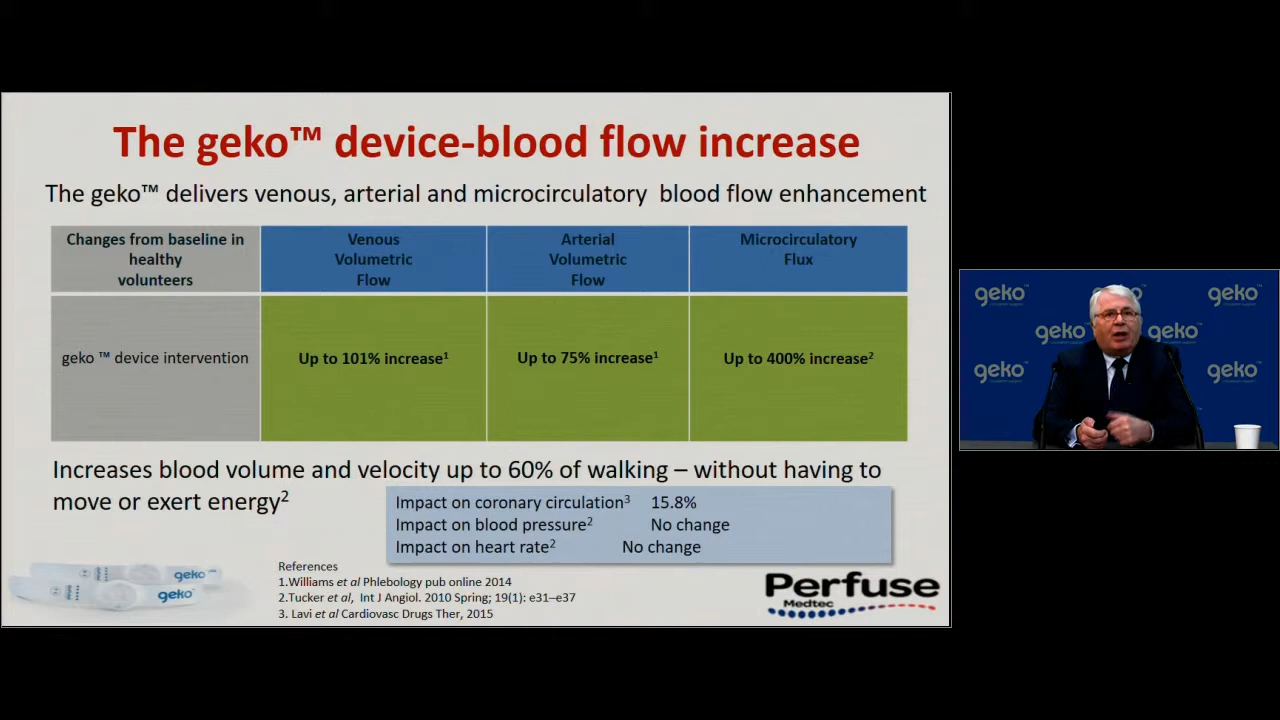 The geko™ device-blood flow increase
The geko™ delivers venous, arterial and microcirculatory blood flow enhancement
Changes from baseline in
healthy
volunteers
Venous
Volumetric
Flow
Arterial
Volumetric
Flow
Microcirculatory
Flux
geko ™ device intervention
Up to 101% increase¹
Up to 75% increase¹
Up to 400% increase²
Increases blood volume and velocity up to 60% of walking – without having to
move or exert energy²
Impact on coronary circulation³ 15.8%
Impact on blood pressure² No change
Impact on heart rate² No change
References
1.Williams et al Phlebology pub online 2014
2.Tucker et al, Int J Angiol. 2010 Spring; 19(1): e31–e37
3. Lavi et al Cardiovasc Drugs Ther, 2015
geko
geko
Perfuse
Medtec
geko™
geko™
geko™
geko
geko™
geko™
geko™